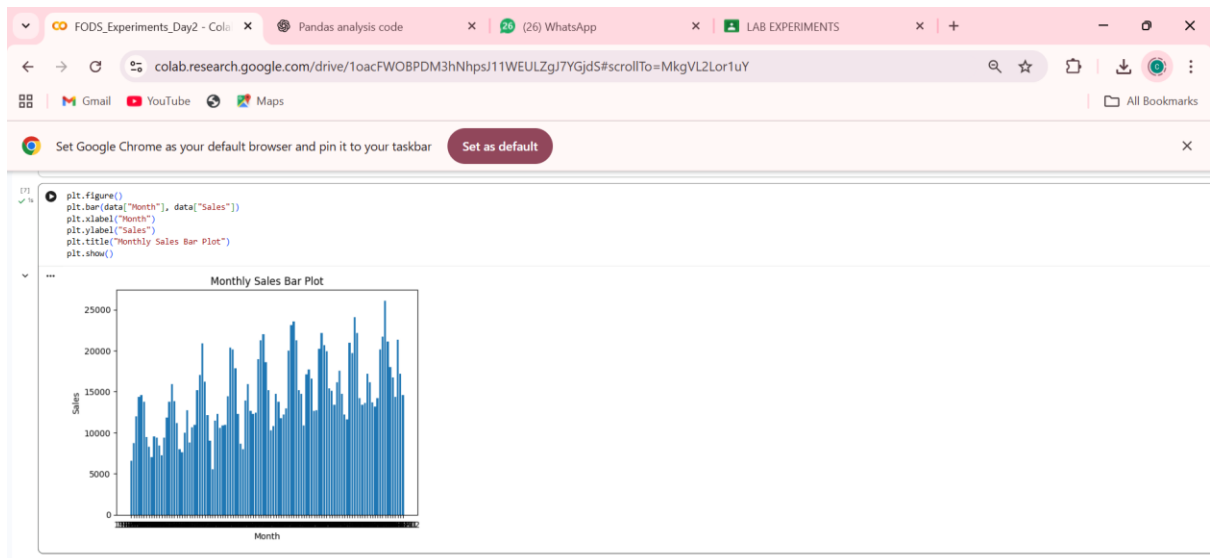 FODS_Experiments_Day2 - Cola
Pandas analysis code
26 (26) WhatsApp
LAB EXPERIMENTS
colab.research.google.com/drive/1oacFWOBPDM3hNhpsJ11WEULZgJ7YGjdS#scrollTo=MkgVL2Lor1uY
Gmail YouTube Maps All Bookmarks
Set Google Chrome as your default browser and pin it to your taskbar Set as default
[7]
1s
plt.figure()
plt.bar(data["Month"], data["Sales"])
plt.xlabel("Month")
plt.ylabel("Sales")
plt.title("Monthly Sales Bar Plot")
plt.show()
Monthly Sales Bar Plot
25000
20000
15000
10000
5000
0
Sales
Month